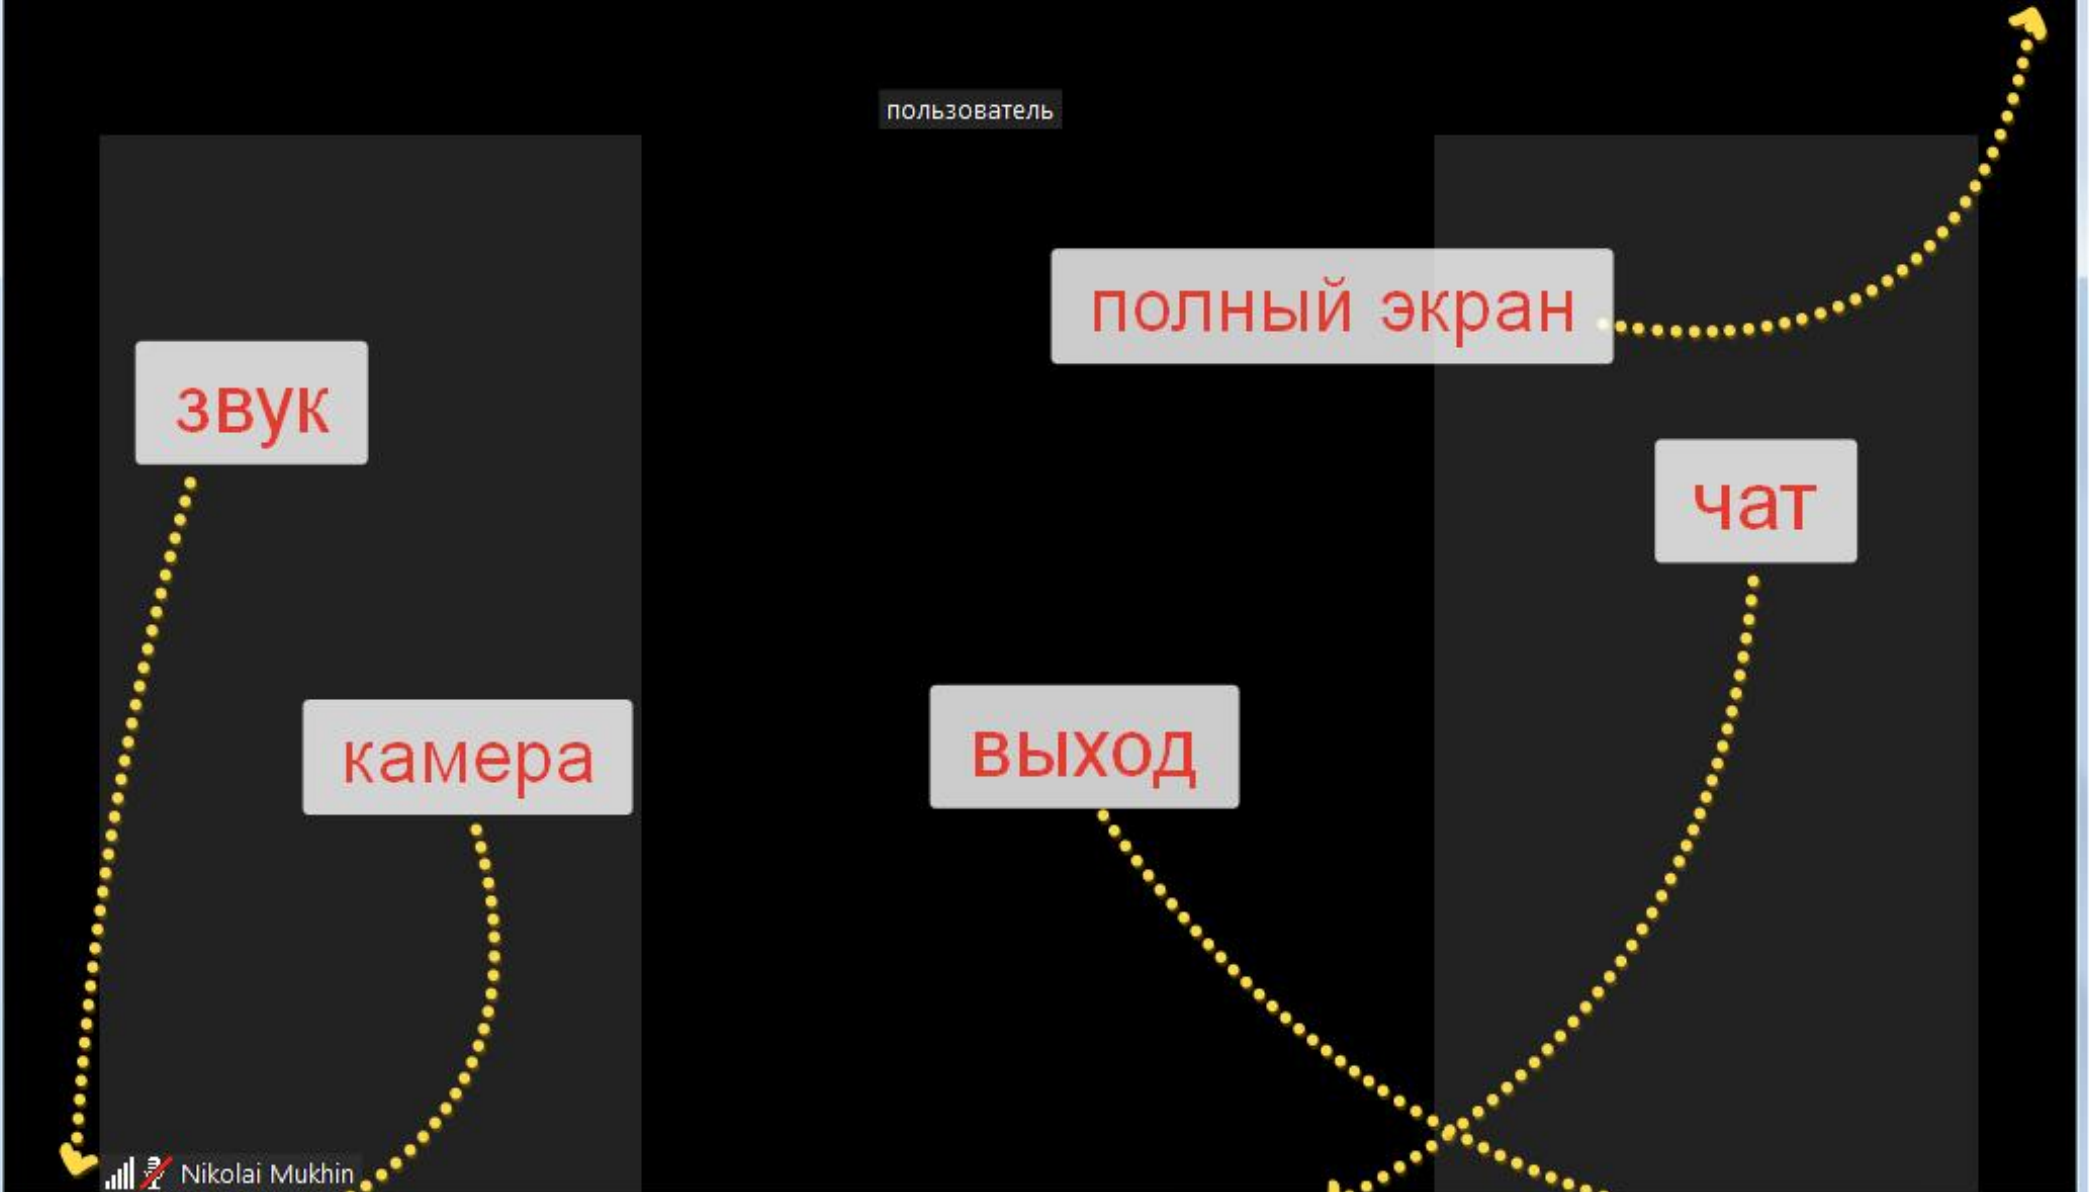 пользователь
полный экран
звук
чат
камера
выход
Nikolai Mukhin